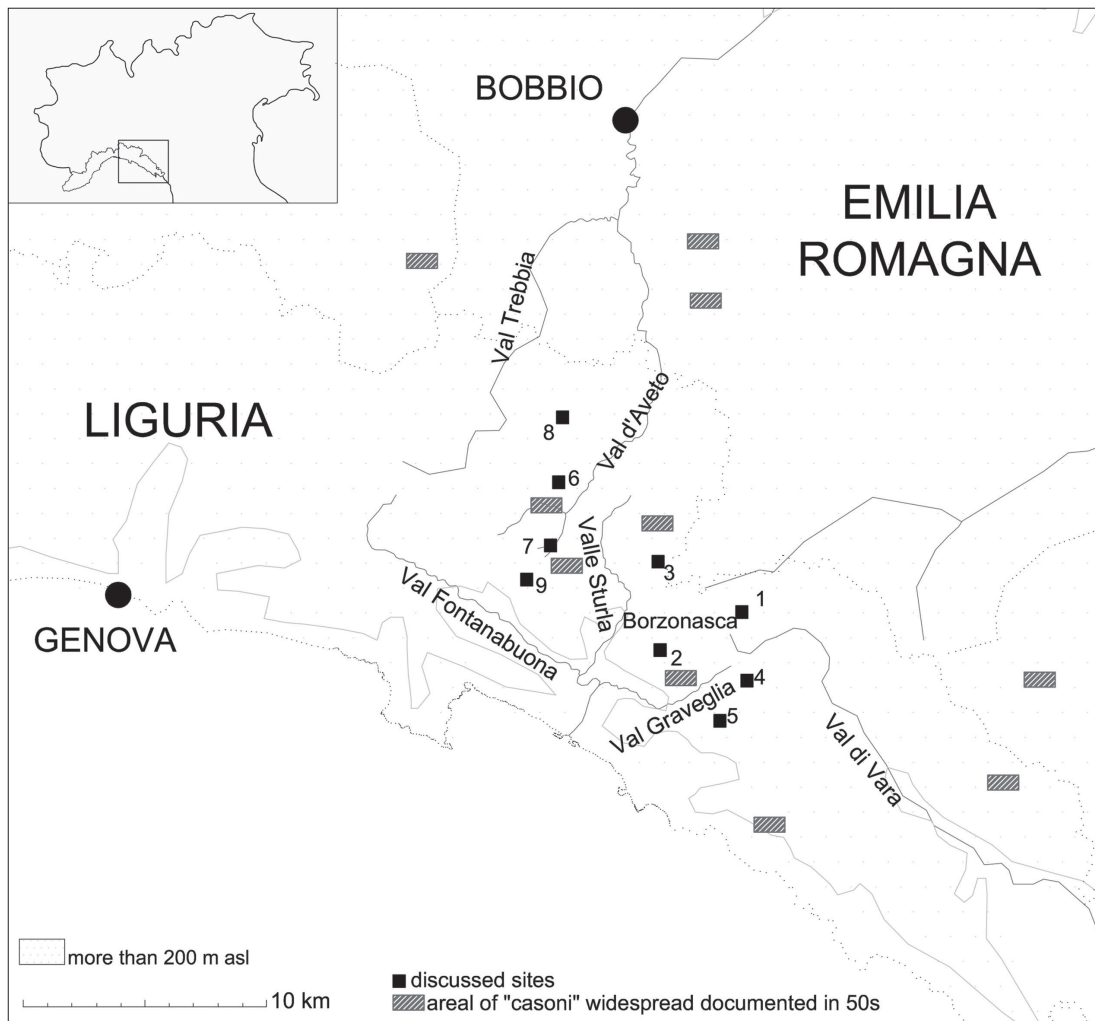 BOBBIO
EMILIA
ROMAGNA
Val Trebbia
LIGURIA
Val d'Aveto
8
6
7
9
Valle Sturla
3
Val Fontanabuona
GENOVA
Borzonasca
1
2
4
5
Val Graveglia
Val di Vara
more than 200 m asl
10 km
discussed sites
areal of "casoni" widespread documented in 50s